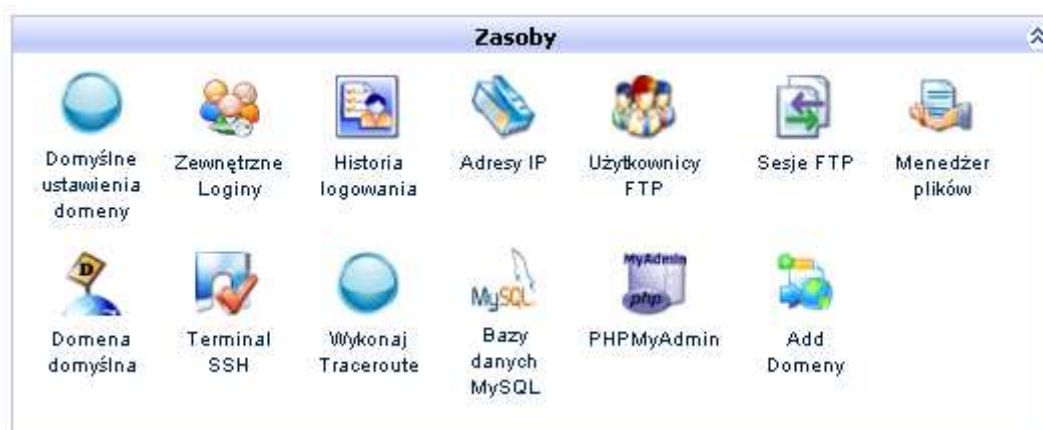 Zasoby
Domyślne
ustawienia
domeny
Zewnętrzne
Loginy
Historia
logowania
Adresy IP
Użytkownicy
FTP
Sesje FTP
Menedżer
plików
D
Domena
domyślna
Terminal
SSH
Wykonaj
Traceroute
MySQL
Bazy
danych
MySQL
MyAdmin
php
PHPMyAdmin
Add
Domeny